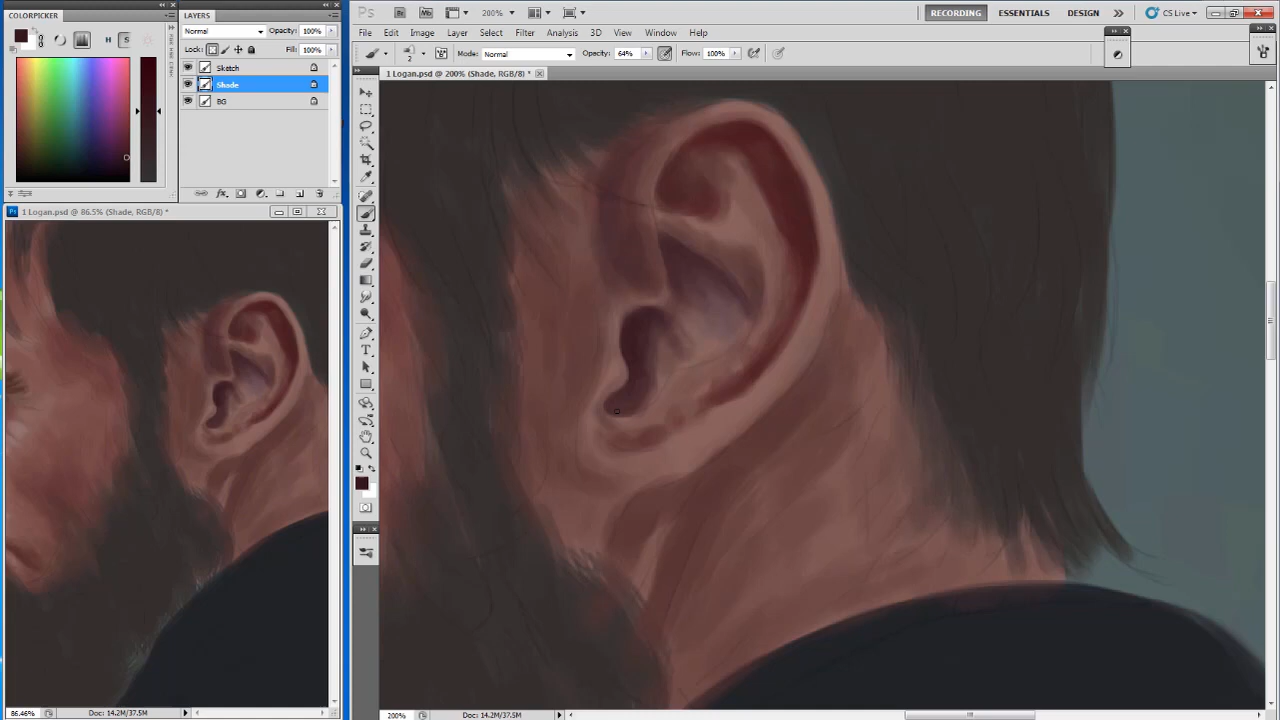 COLORPICKER
LAYERS
Normal
Opacity: 100%
Lock:
Fill: 100%
H
S
Sketch
Shade
BG
1 Logan.psd @ 86.5% (Shade, RGB/8) *
86.46%
Doc: 14.2M/37.5M
Ps
Br
Mb
200%
RECORDING
ESSENTIALS
DESIGN
CS Live
File
Edit
Image
Layer
Select
Filter
Analysis
3D
View
Window
Help
2
Mode: Normal
Opacity: 64%
Flow: 100%
1 Logan.psd @ 200% (Shade, RGB/8) *
T
200%
Doc: 14.2M/37.5M